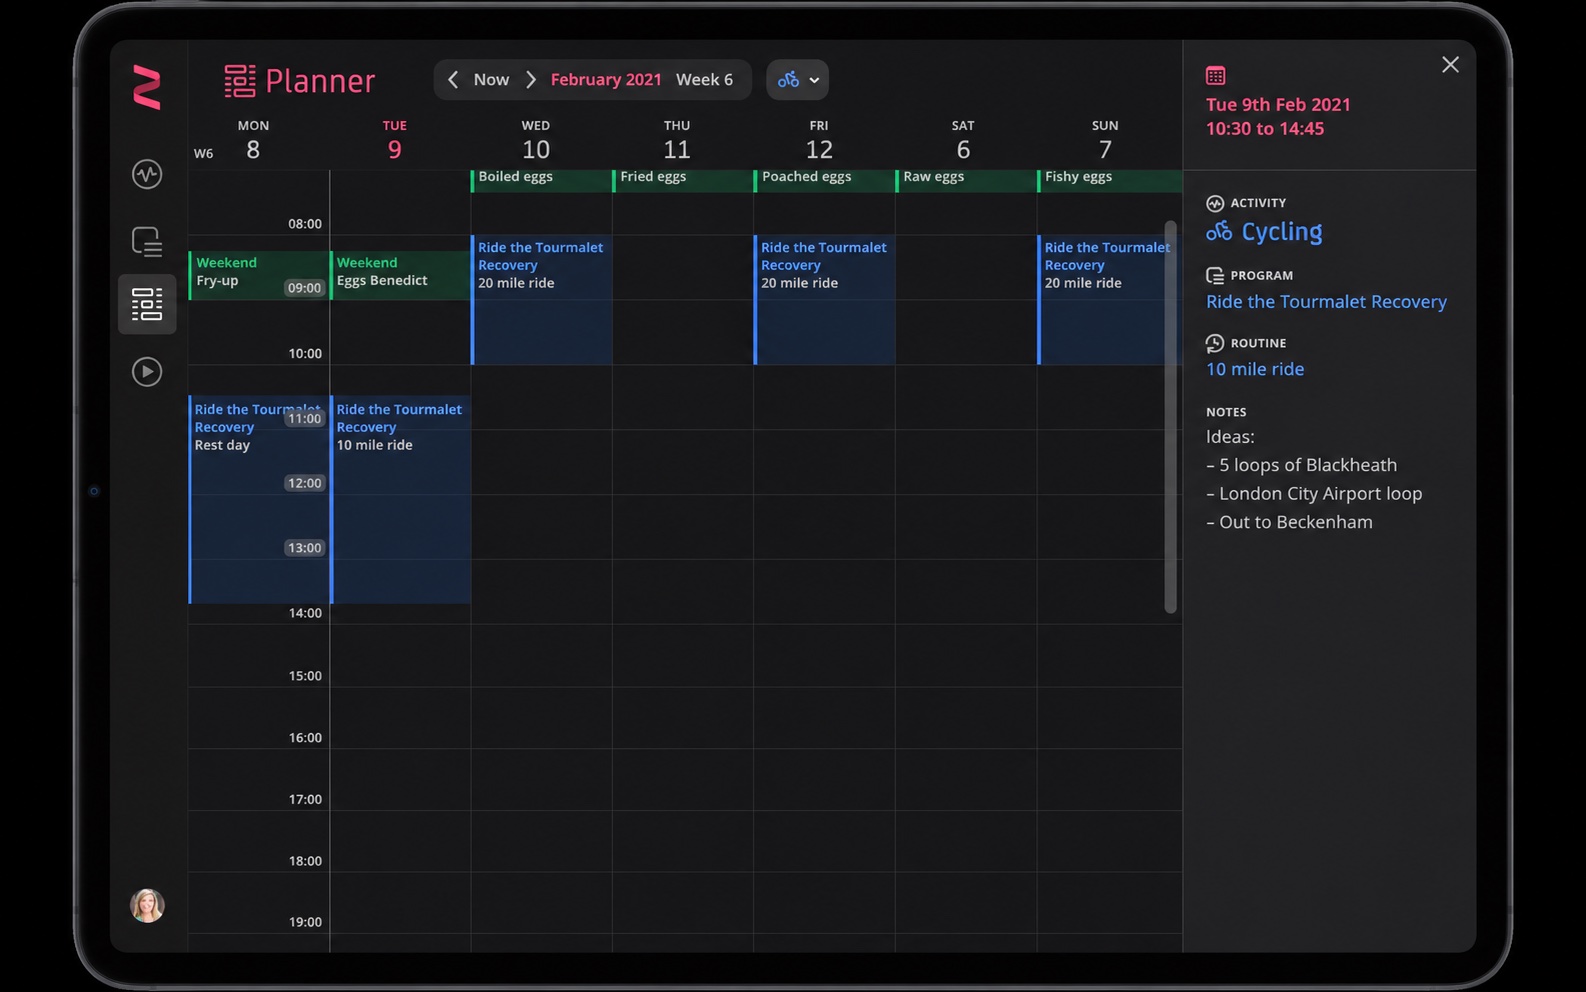 Planner
Now
February 2021 Week 6
MON
TUE
WED
THU
FRI
SAT
SUN
W6
8
9
10
11
12
6
7
Boiled eggs
Fried eggs
Poached eggs
Raw eggs
Fishy eggs
08:00
Ride the Tourmalet
Recovery
20 mile ride
Ride the Tourmalet
Recovery
20 mile ride
Ride the Tourmalet
Recovery
20 mile ride
Weekend
Fry-up
09:00
Weekend
Eggs Benedict
10:00
Ride the Tourmalet
Recovery
Rest day
11:00
Ride the Tourmalet
Recovery
10 mile ride
12:00
13:00
14:00
15:00
16:00
17:00
18:00
19:00
Tue 9th Feb 2021
10:30 to 14:45
ACTIVITY
Cycling
PROGRAM
Ride the Tourmalet Recovery
ROUTINE
10 mile ride
NOTES
Ideas:
– 5 loops of Blackheath
– London City Airport loop
– Out to Beckenham